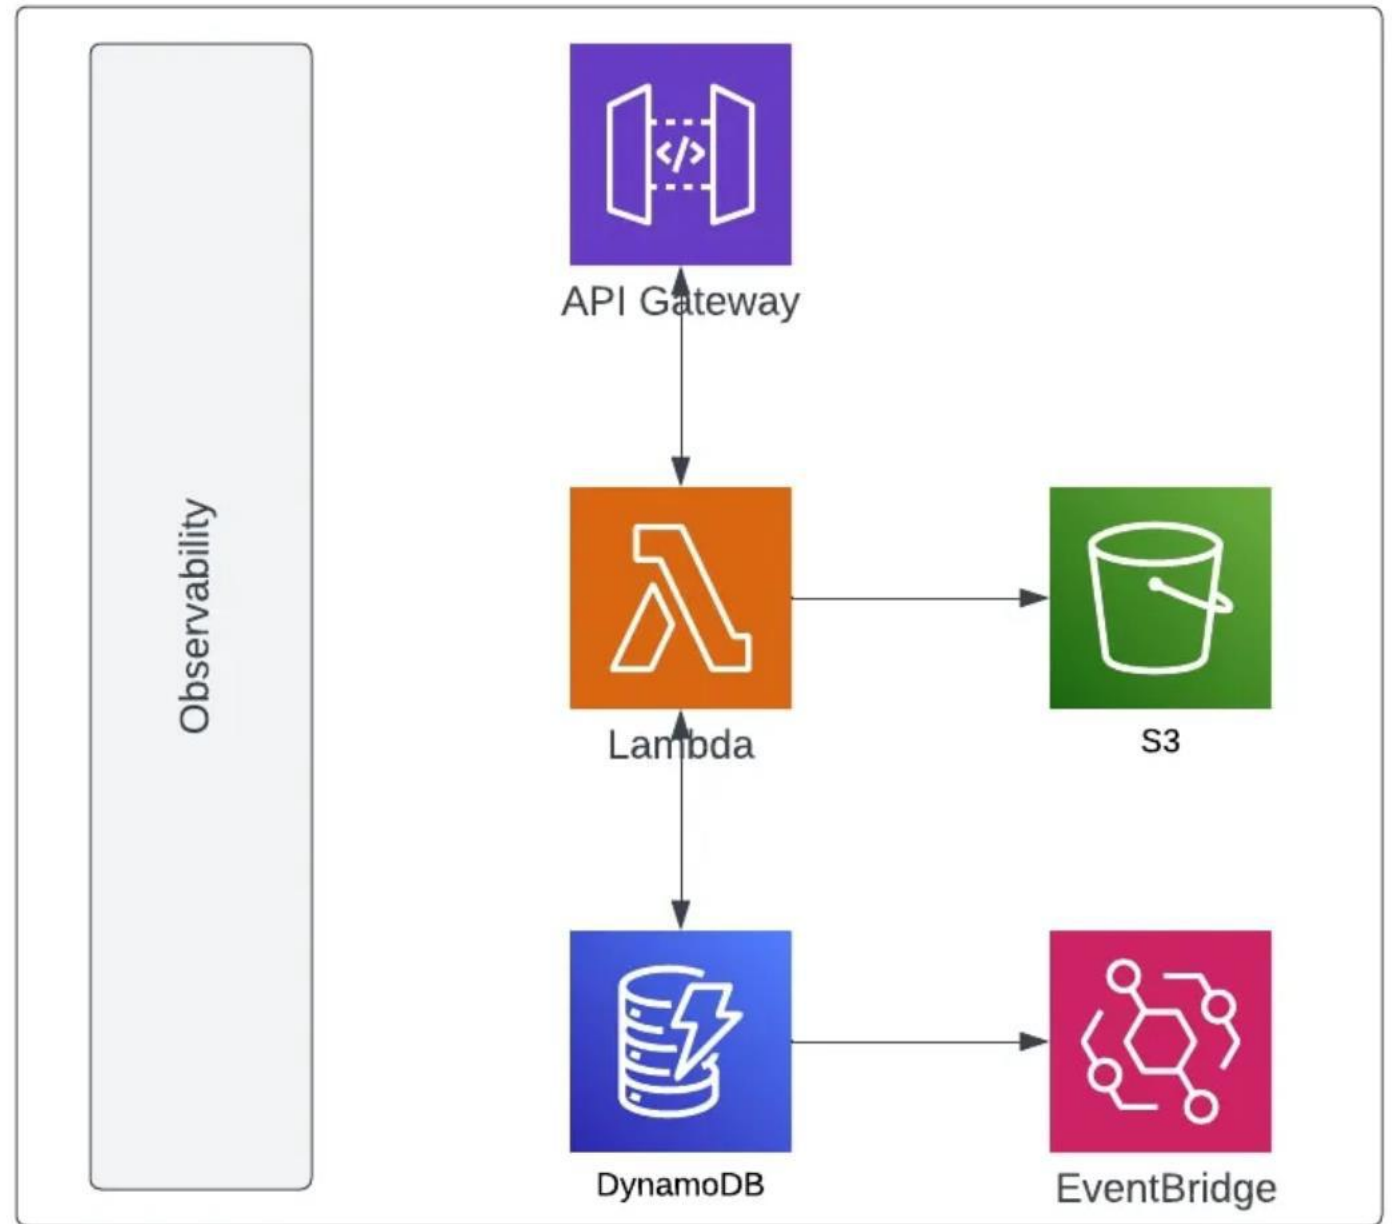 Observability
</>
API Gateway
Lambda
S3
DynamoDB
EventBridge